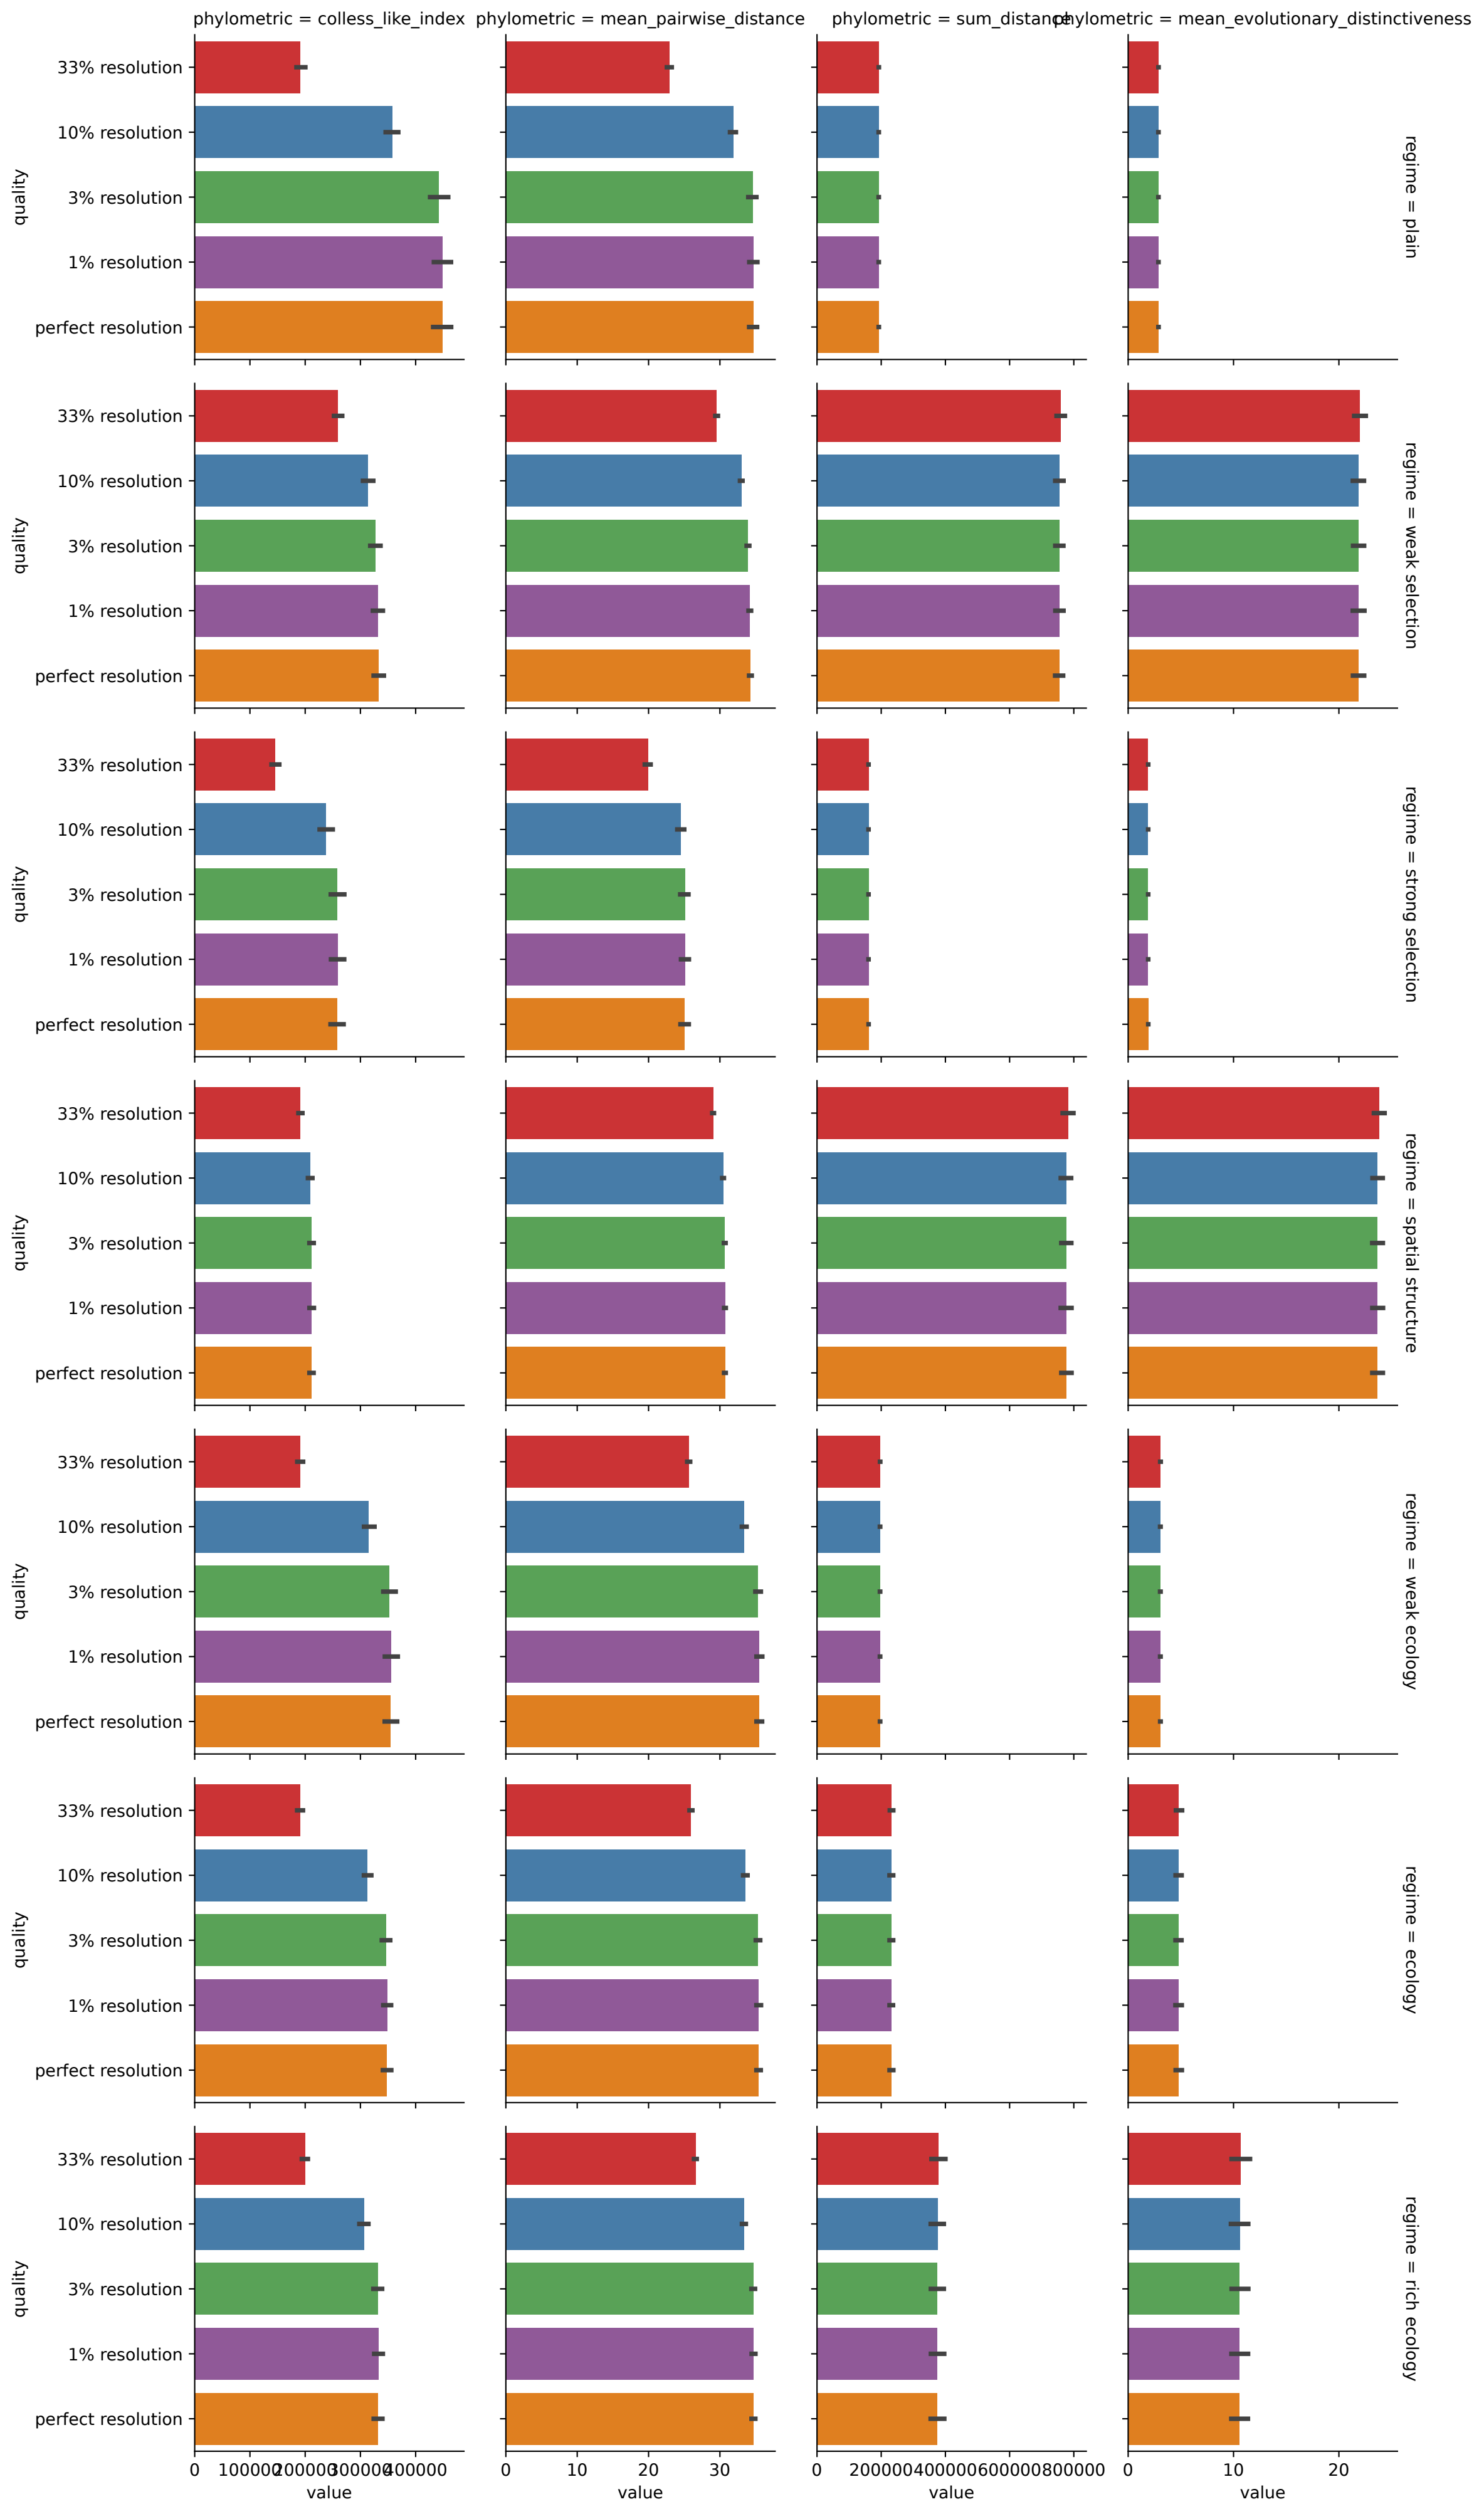 phylometric = colless_like_index
phylometric = mean_pairwise_distance
phylometric = sum_distance
phylometric = mean_evolutionary_distinctiveness
quality
33% resolution
10% resolution
3% resolution
1% resolution
perfect resolution
regime = plain
quality
33% resolution
10% resolution
3% resolution
1% resolution
perfect resolution
regime = weak selection
quality
33% resolution
10% resolution
3% resolution
1% resolution
perfect resolution
regime = strong selection
quality
33% resolution
10% resolution
3% resolution
1% resolution
perfect resolution
regime = spatial structure
quality
33% resolution
10% resolution
3% resolution
1% resolution
perfect resolution
regime = weak ecology
quality
33% resolution
10% resolution
3% resolution
1% resolution
perfect resolution
regime = ecology
quality
33% resolution
10% resolution
3% resolution
1% resolution
perfect resolution
regime = rich ecology
0 100000 200000 300000 400000
value
0 10 20 30
value
0 200000 400000 600000 800000
value
0 10 20
value